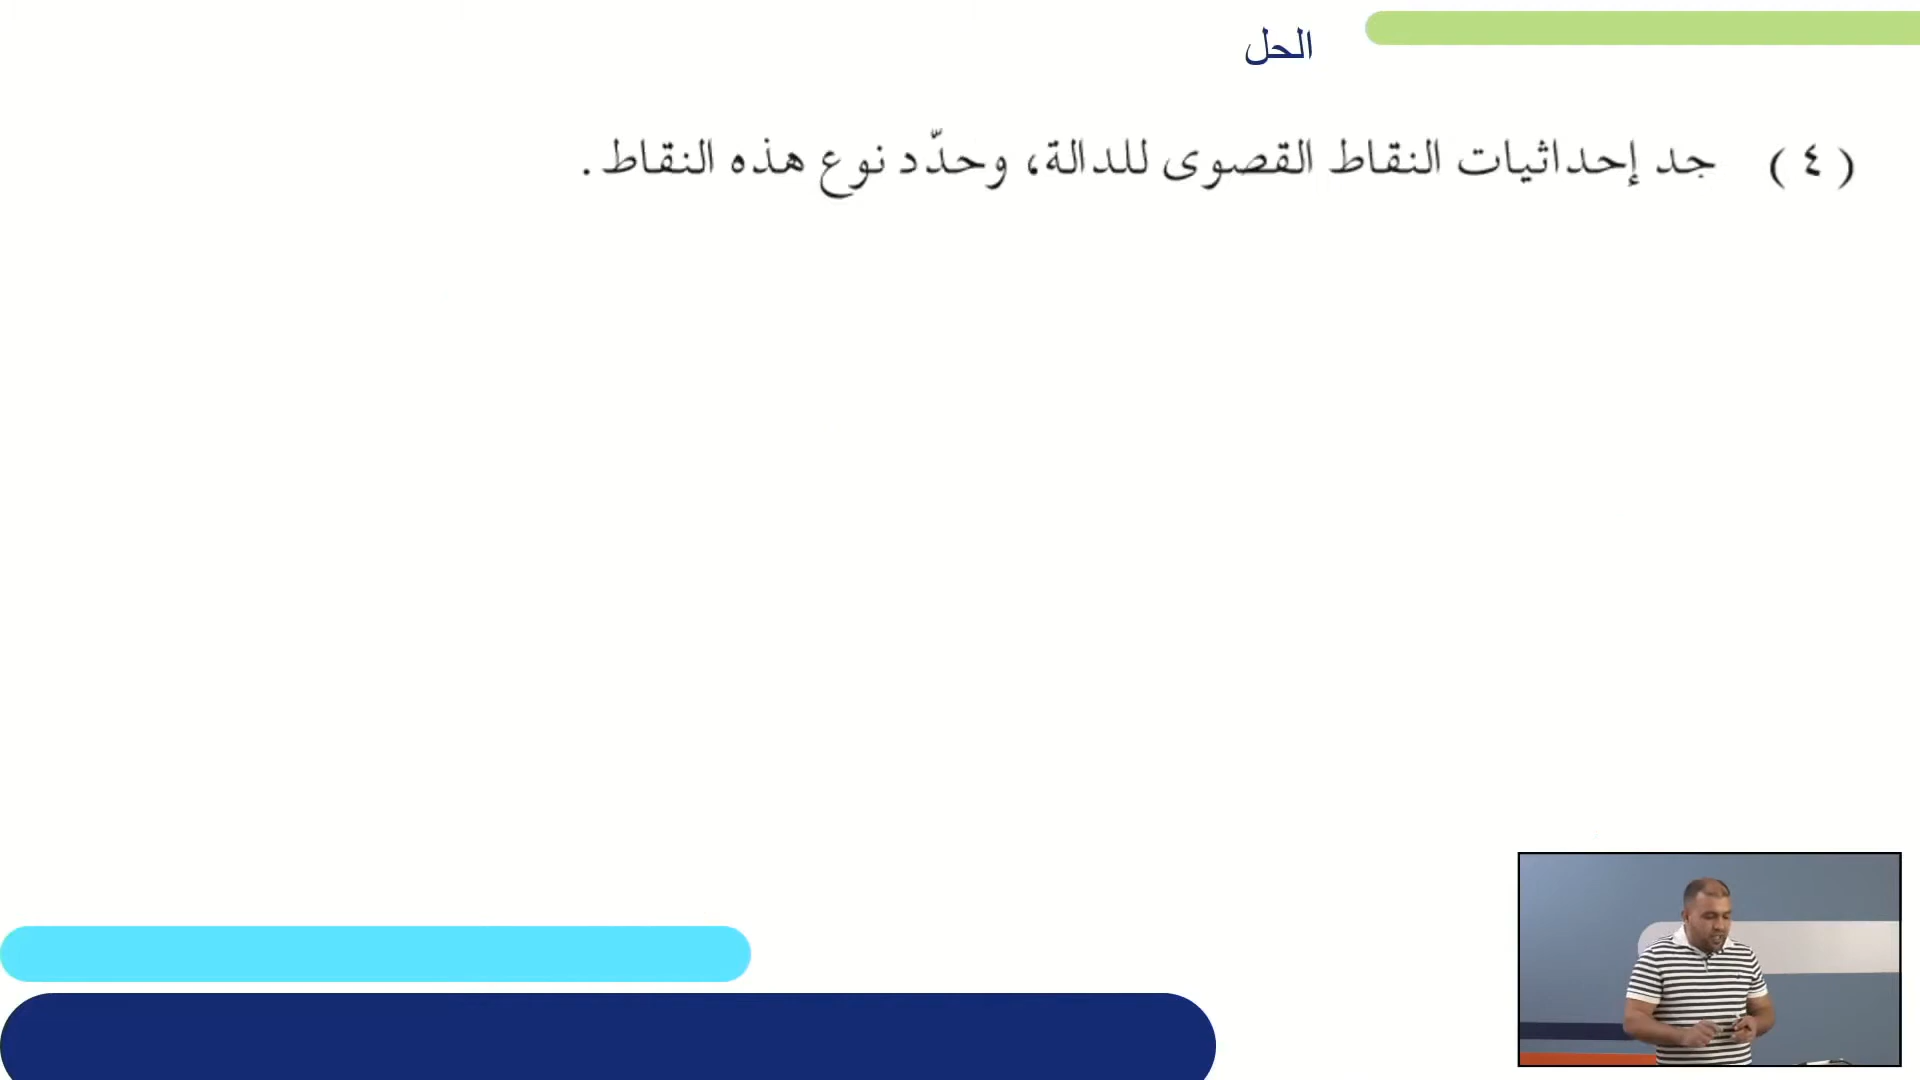 الحل
(٤) جد إحداثيات النقاط القصوى للدالة، وحدّد نوع هذه النقاط.